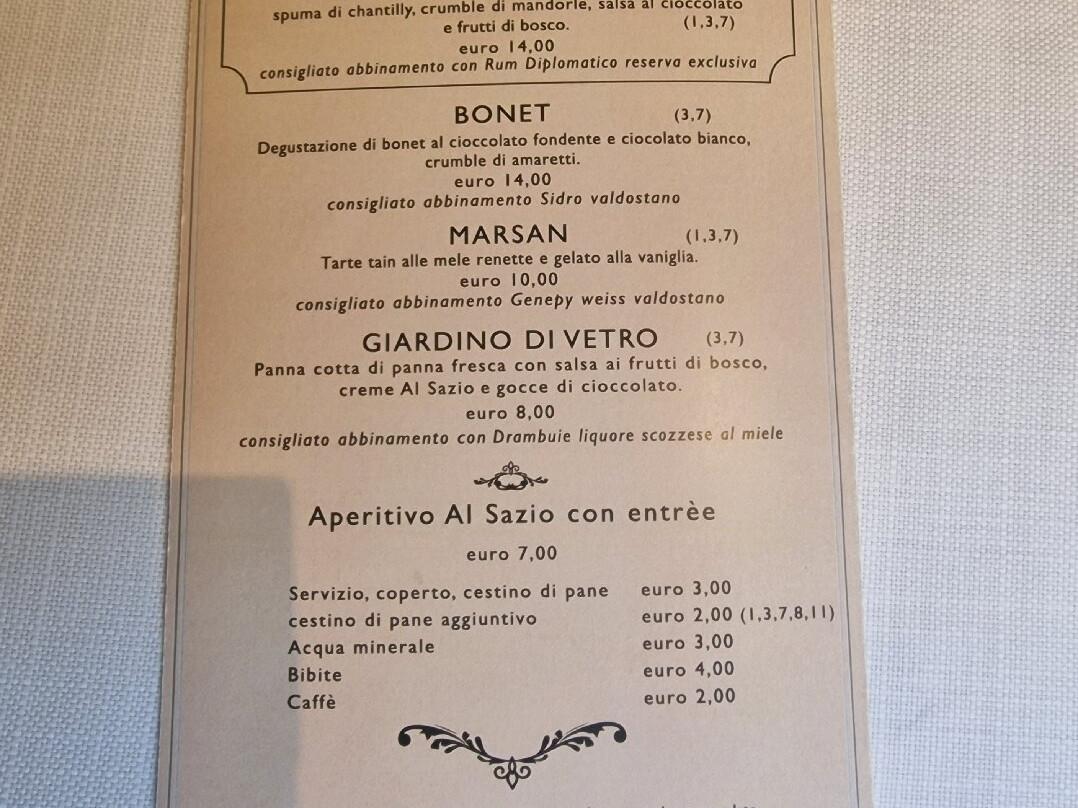 spuma di chantilly, crumble di mandorle, salsa al cioccolato
e frutti di bosco. (1,3,7)
euro 14,00
consigliato abbinamento con Rum Diplomatico reserva exclusiva
BONET (3,7)
Degustazione di bonet al cioccolato fondente e ciocolato bianco,
crumble di amaretti.
euro 14,00
consigliato abbinamento Sidro valdostano
MARSAN (1,3,7)
Tarte tain alle mele renette e gelato alla vaniglia.
euro 10,00
consigliato abbinamento Genepy weiss valdostano
GIARDINO DI VETRO (3,7)
Panna cotta di panna fresca con salsa ai frutti di bosco,
creme Al Sazio e gocce di cioccolato.
euro 8,00
consigliato abbinamento con Drambuie liquore scozzese al miele
Aperitivo Al Sazio con entrèe
euro 7,00
Servizio, coperto, cestino di pane euro 3,00
cestino di pane aggiuntivo euro 2,00 (1,3,7,8,11)
Acqua minerale euro 3,00
Bibite euro 4,00
Caffè euro 2,00